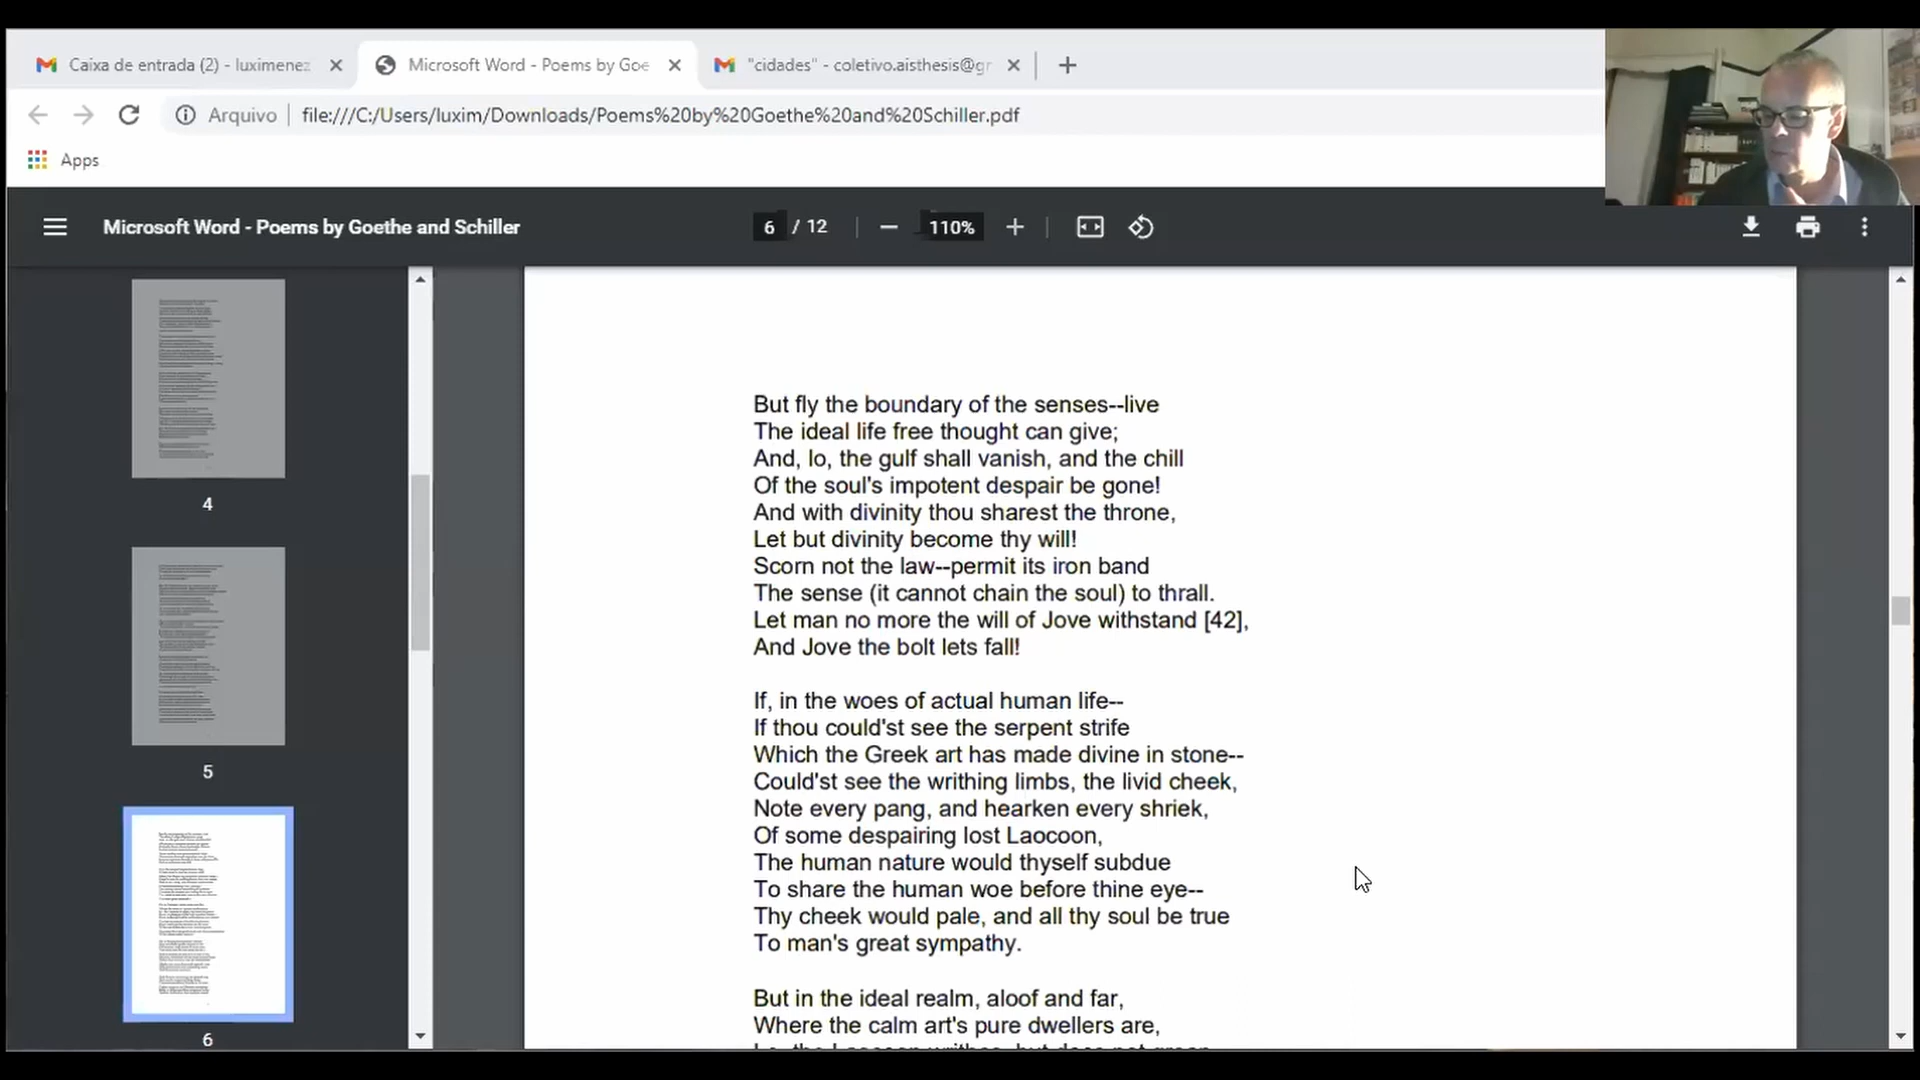 Caixa de entrada (2) - luximenez
Microsoft Word - Poems by Goe
"cidades" - coletivo.aisthesis@gr
Arquivo
file:///C:/Users/luxim/Downloads/Poems%20by%20Goethe%20and%20Schiller.pdf
Apps
Microsoft Word - Poems by Goethe and Schiller
6 / 12
110%
4
5
6
But fly the boundary of the senses--live
The ideal life free thought can give;
And, lo, the gulf shall vanish, and the chill
Of the soul's impotent despair be gone!
And with divinity thou sharest the throne,
Let but divinity become thy will!
Scorn not the law--permit its iron band
The sense (it cannot chain the soul) to thrall.
Let man no more the will of Jove withstand [42],
And Jove the bolt lets fall!
If, in the woes of actual human life--
If thou could'st see the serpent strife
Which the Greek art has made divine in stone--
Could'st see the writhing limbs, the livid cheek,
Note every pang, and hearken every shriek,
Of some despairing lost Laocoon,
The human nature would thyself subdue
To share the human woe before thine eye--
Thy cheek would pale, and all thy soul be true
To man's great sympathy.
But in the ideal realm, aloof and far,
Where the calm art's pure dwellers are,